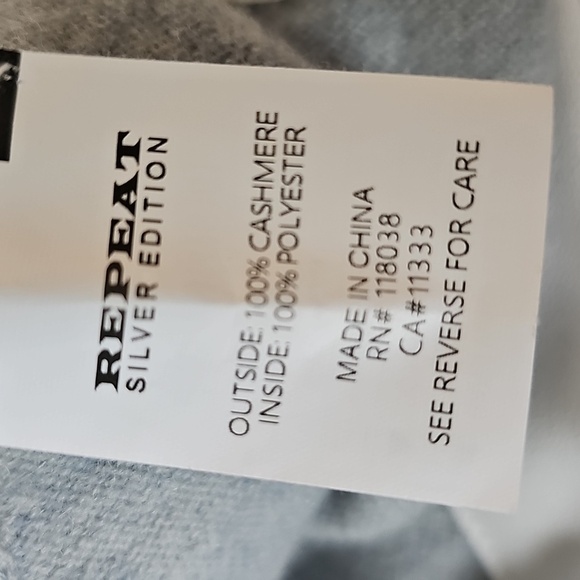 REPEAT
SILVER EDITION
OUTSIDE: 100% CASHMERE
INSIDE: 100% POLYESTER
MADE IN CHINA
RN# 118038
CA#11333
SEE REVERSE FOR CARE